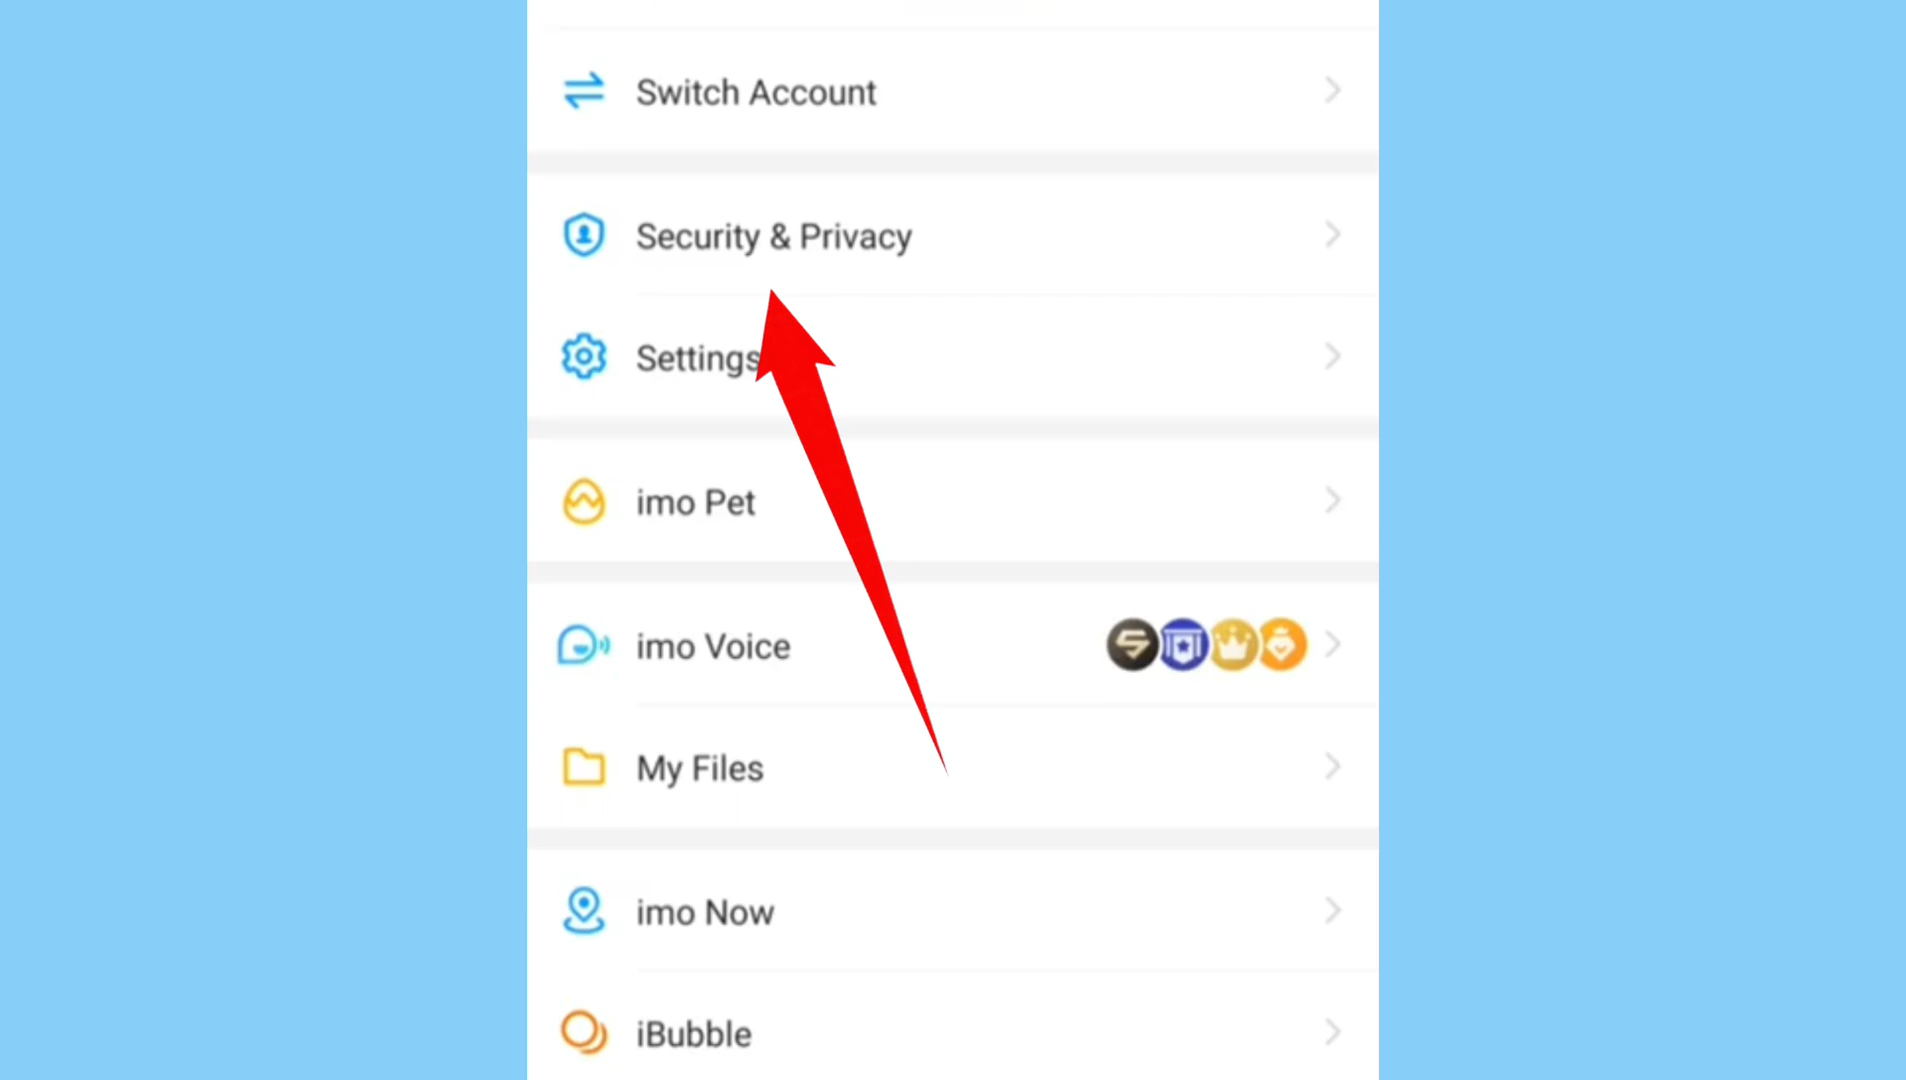 Switch Account
Security & Privacy
Settings
imo Pet
imo Voice
My Files
imo Now
iBubble